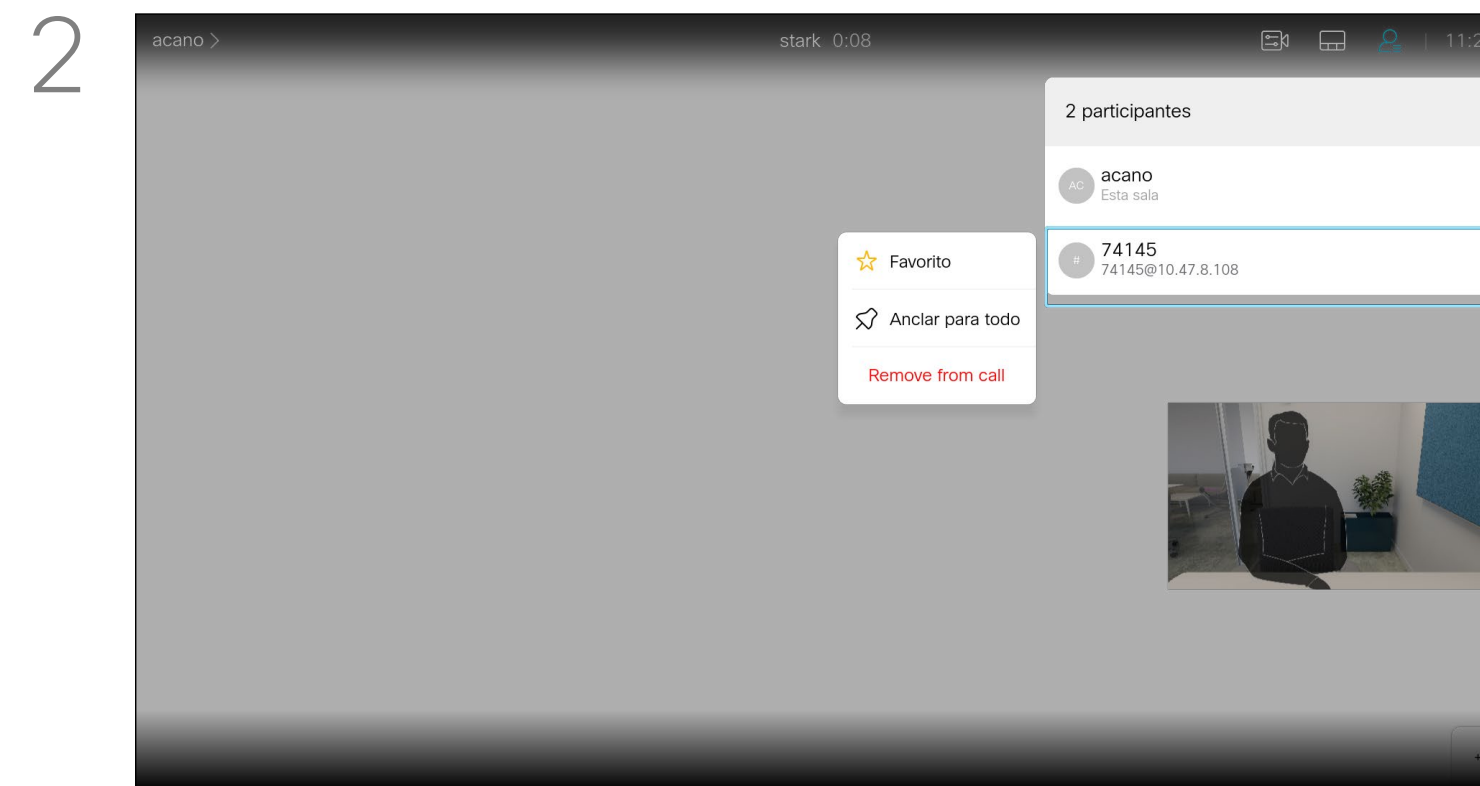 2
acano >
stark 0:08
11:2
2 participantes
AC
acano
Esta sala
#
74145
74145@10.47.8.108
Favorito
Anclar para todo
Remove from call
+